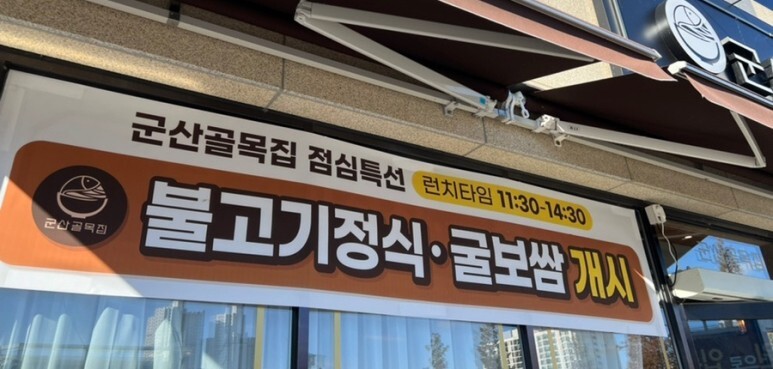 군산골목집 점심특선 런치타임 11:30-14:30
군산골목집
불고기정식·굴보쌈 개시